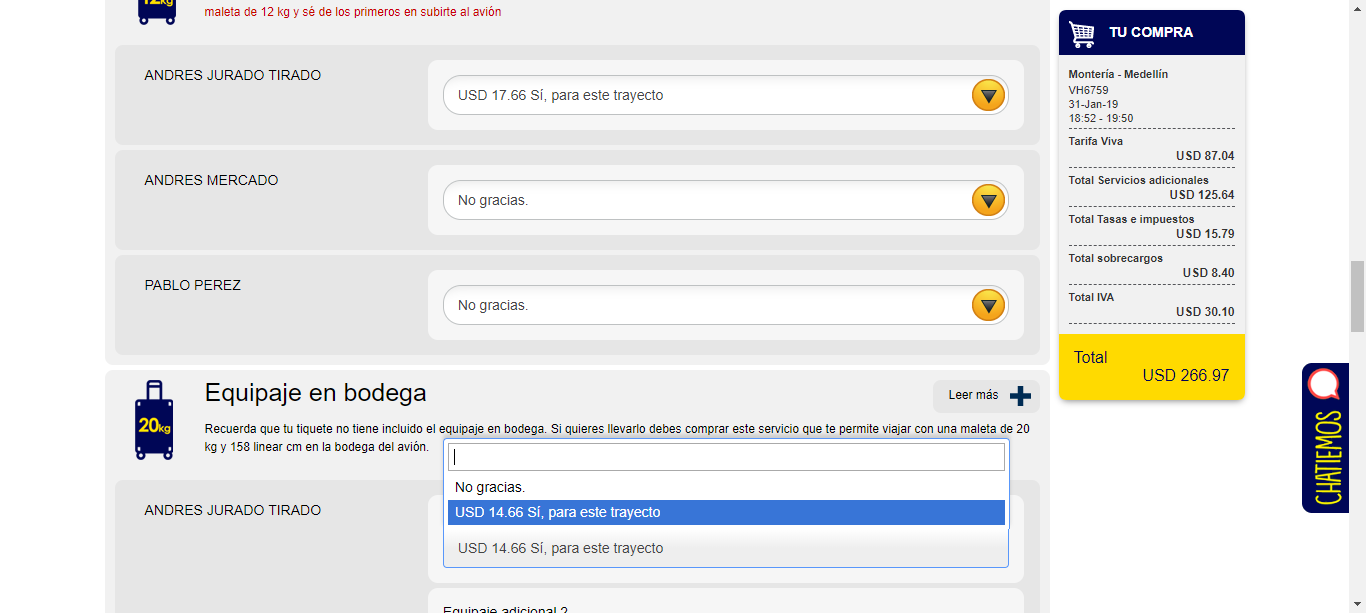 12kg
maleta de 12 kg y sé de los primeros en subirte al avión
ANDRES JURADO TIRADO
USD 17.66 Sí, para este trayecto
ANDRES MERCADO
No gracias.
PABLO PEREZ
No gracias.
20kg
Equipaje en bodega
Leer más
Recuerda que tu tiquete no tiene incluido el equipaje en bodega. Si quieres llevarlo debes comprar este servicio que te permite viajar con una maleta de 20
kg y 158 linear cm en la bodega del avión.
ANDRES JURADO TIRADO
No gracias.
USD 14.66 Sí, para este trayecto
USD 14.66 Sí, para este trayecto
Equipaje adicional 2
TU COMPRA
Montería - Medellín
VH6759
31-Jan-19
18:52 - 19:50
Tarifa Viva
USD 87.04
Total Servicios adicionales
USD 125.64
Total Tasas e impuestos
USD 15.79
Total sobrecargos
USD 8.40
Total IVA
USD 30.10
Total
USD 266.97
CHATIEMOS